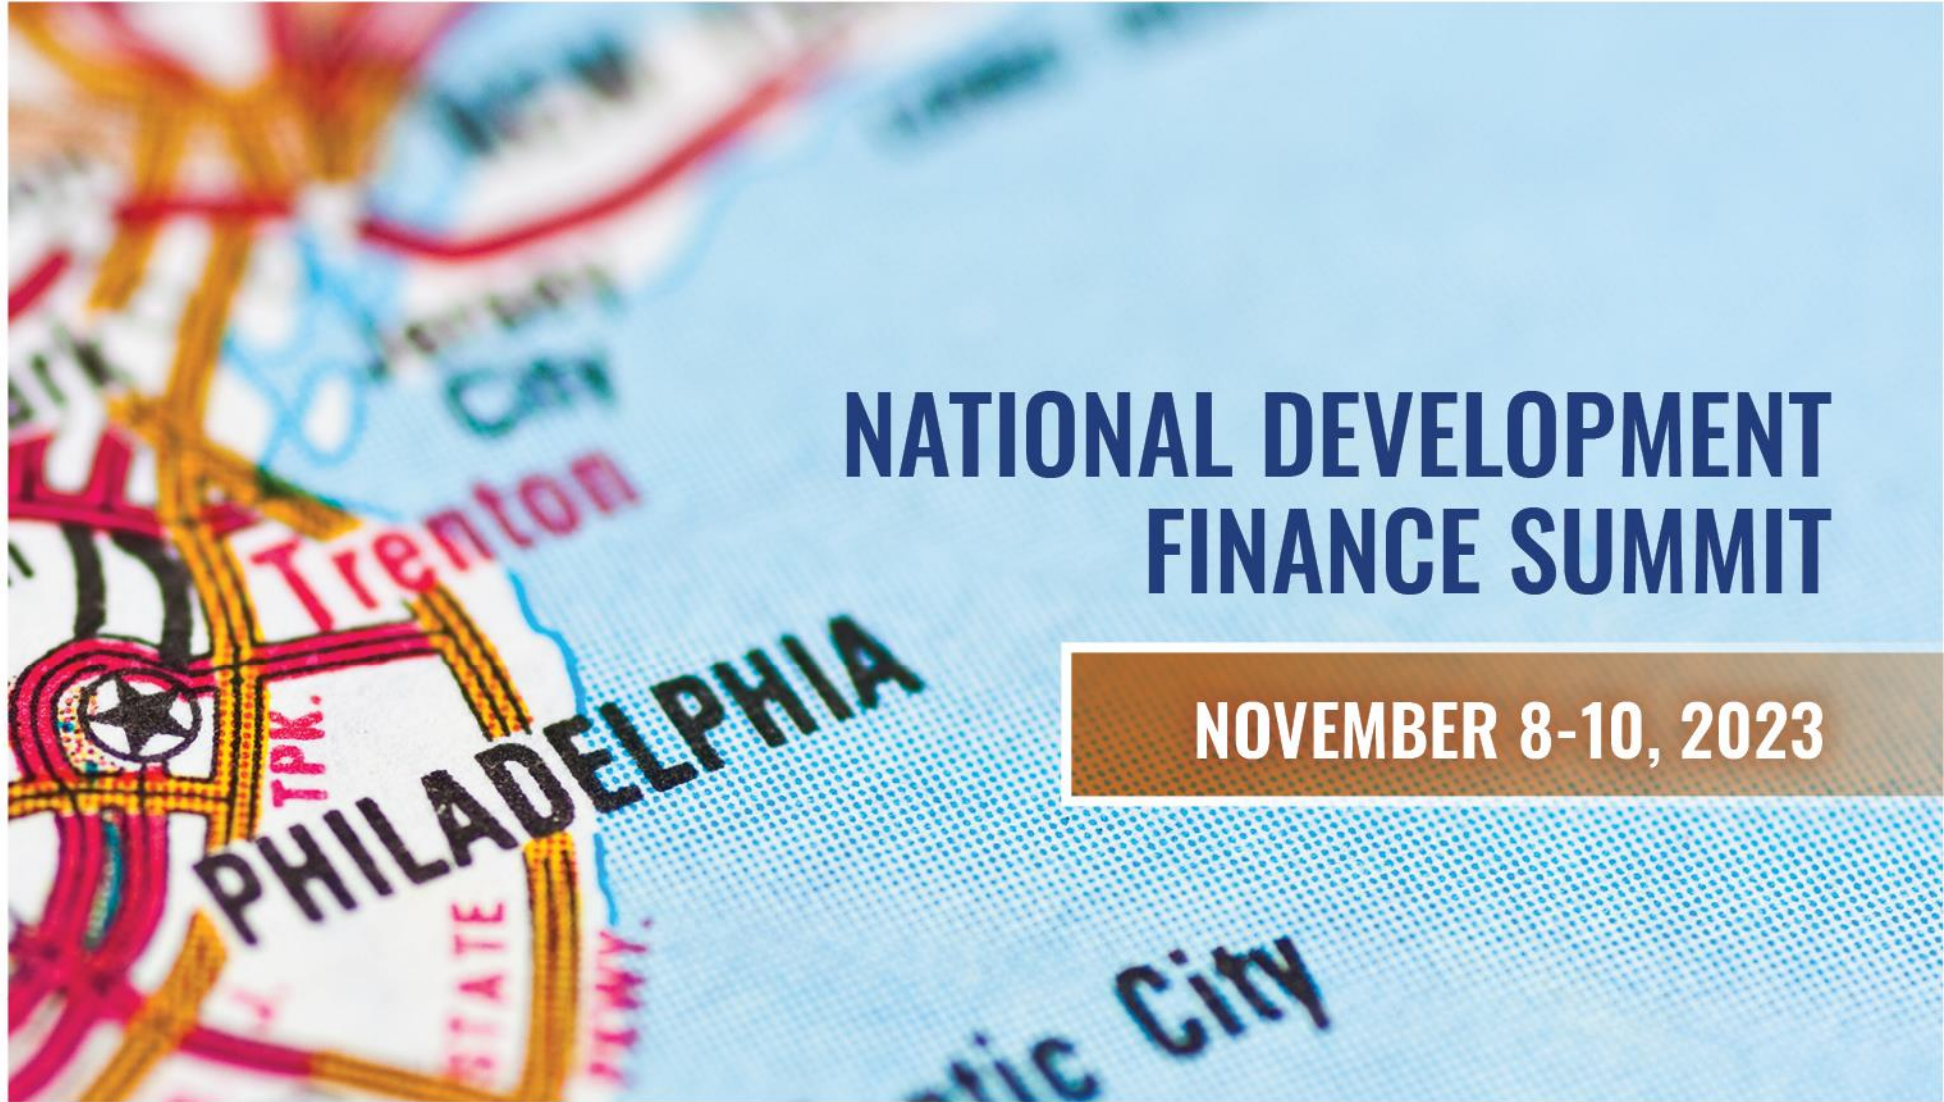 City
Trenton
NATIONAL DEVELOPMENT
FINANCE SUMMIT
TPK.
PHILADELPHIA
NOVEMBER 8-10, 2023
STATE
City